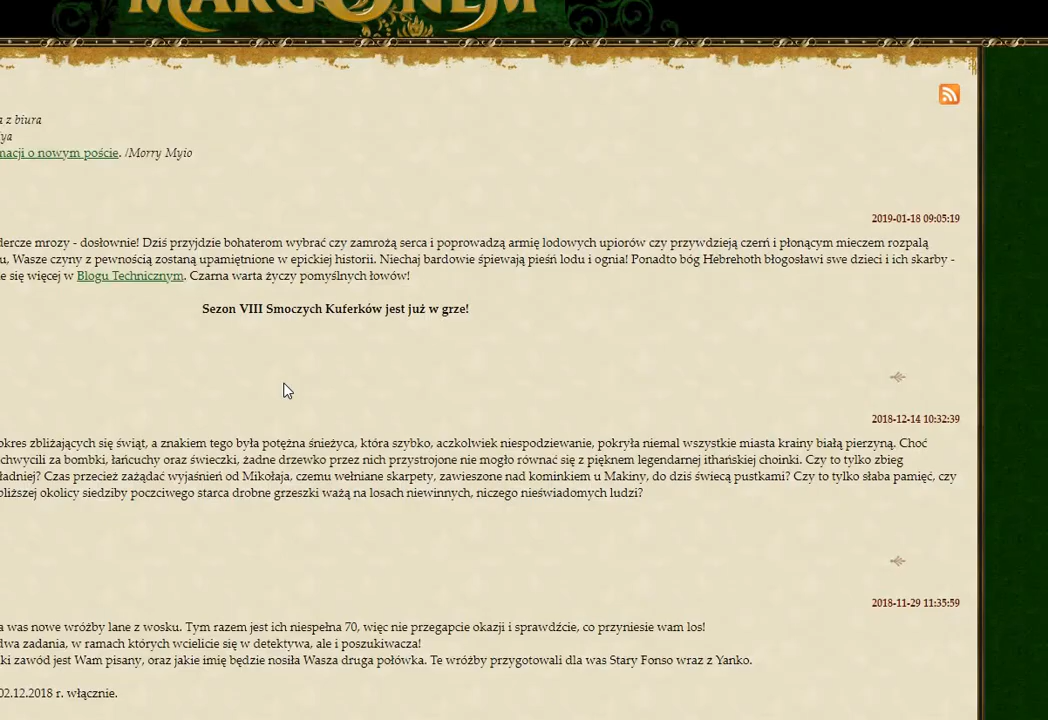 MARGONEM
a z biura
ya
macji o nowym poście. /Morry Myio
2019-01-18 09:05:19
dercze mrozy - dosłownie! Dziś przyjdzie bohaterom wybrać czy zamrożą serca i poprowadzą armię lodowych upiorów czy przywdzieją czerń i płonącym mieczem rozpalą
u, Wasze czyny z pewnością zostaną upamiętnione w epickiej historii. Niechaj bardowie śpiewają pieśń lodu i ognia! Ponadto bóg Hebrehoth błogosławi swe dzieci i ich skarby -
e się więcej w Blogu Technicznym. Czarna warta życzy pomyślnych łowów!
Sezon VIII Smoczych Kuferków jest już w grze!
2018-12-14 10:32:39
okres zbliżających się świąt, a znakiem tego była potężna śnieżyca, która szybko, aczkolwiek niespodziewanie, pokryła niemal wszystkie miasta krainy białą pierzyną. Choć
chwycili za bombki, łańcuchy oraz świeczki, żadne drzewko przez nich przystrojone nie mogło równać się z pięknem legendarnej ithańskiej choinki. Czy to tylko zbieg
ładniej? Czas przecież zażądać wyjaśnień od Mikołaja, czemu wełniane skarpety, zawieszone nad kominkiem u Makiny, do dziś świecą pustkami? Czy to tylko słaba pamięć, czy
bliższej okolicy siedziby poczciwego starca drobne grzeszki ważą na losach niewinnych, niczego nieświadomych ludzi?
2018-11-29 11:35:59
a was nowe wróżby lane z wosku. Tym razem jest ich niespełna 70, więc nie przegapcie okazji i sprawdźcie, co przyniesie wam los!
dwa zadania, w ramach których wcielicie się w detektywa, ale i poszukiwacza!
ki zawód jest Wam pisany, oraz jakie imię będzie nosiła Wasza druga połówka. Te wróżby przygotowali dla was Stary Fonso wraz z Yanko.
02.12.2018 r. włącznie.